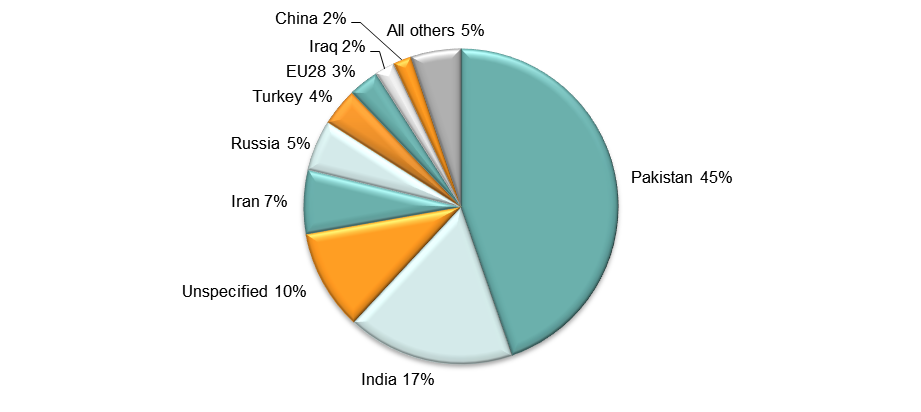 China 2%
All others 5%
Iraq 2%
EU28 3%
Turkey 4%
Russia 5%
Pakistan 45%
Iran 7%
Unspecified 10%
India 17%